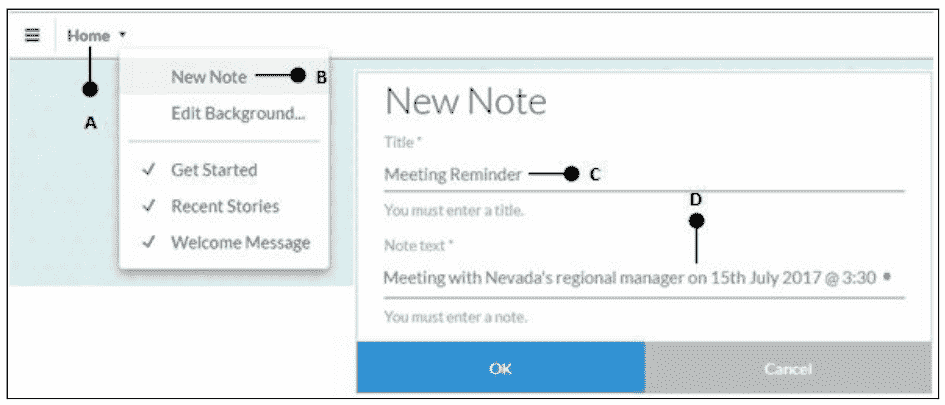 Home
A
New Note B
Edit Background...
✓ Get Started
✓ Recent Stories
✓ Welcome Message
New Note
Title *
Meeting Reminder C
You must enter a title.
D
Note text *
Meeting with Nevada's regional manager on 15th July 2017 @ 3:30
You must enter a note.
OK Cancel